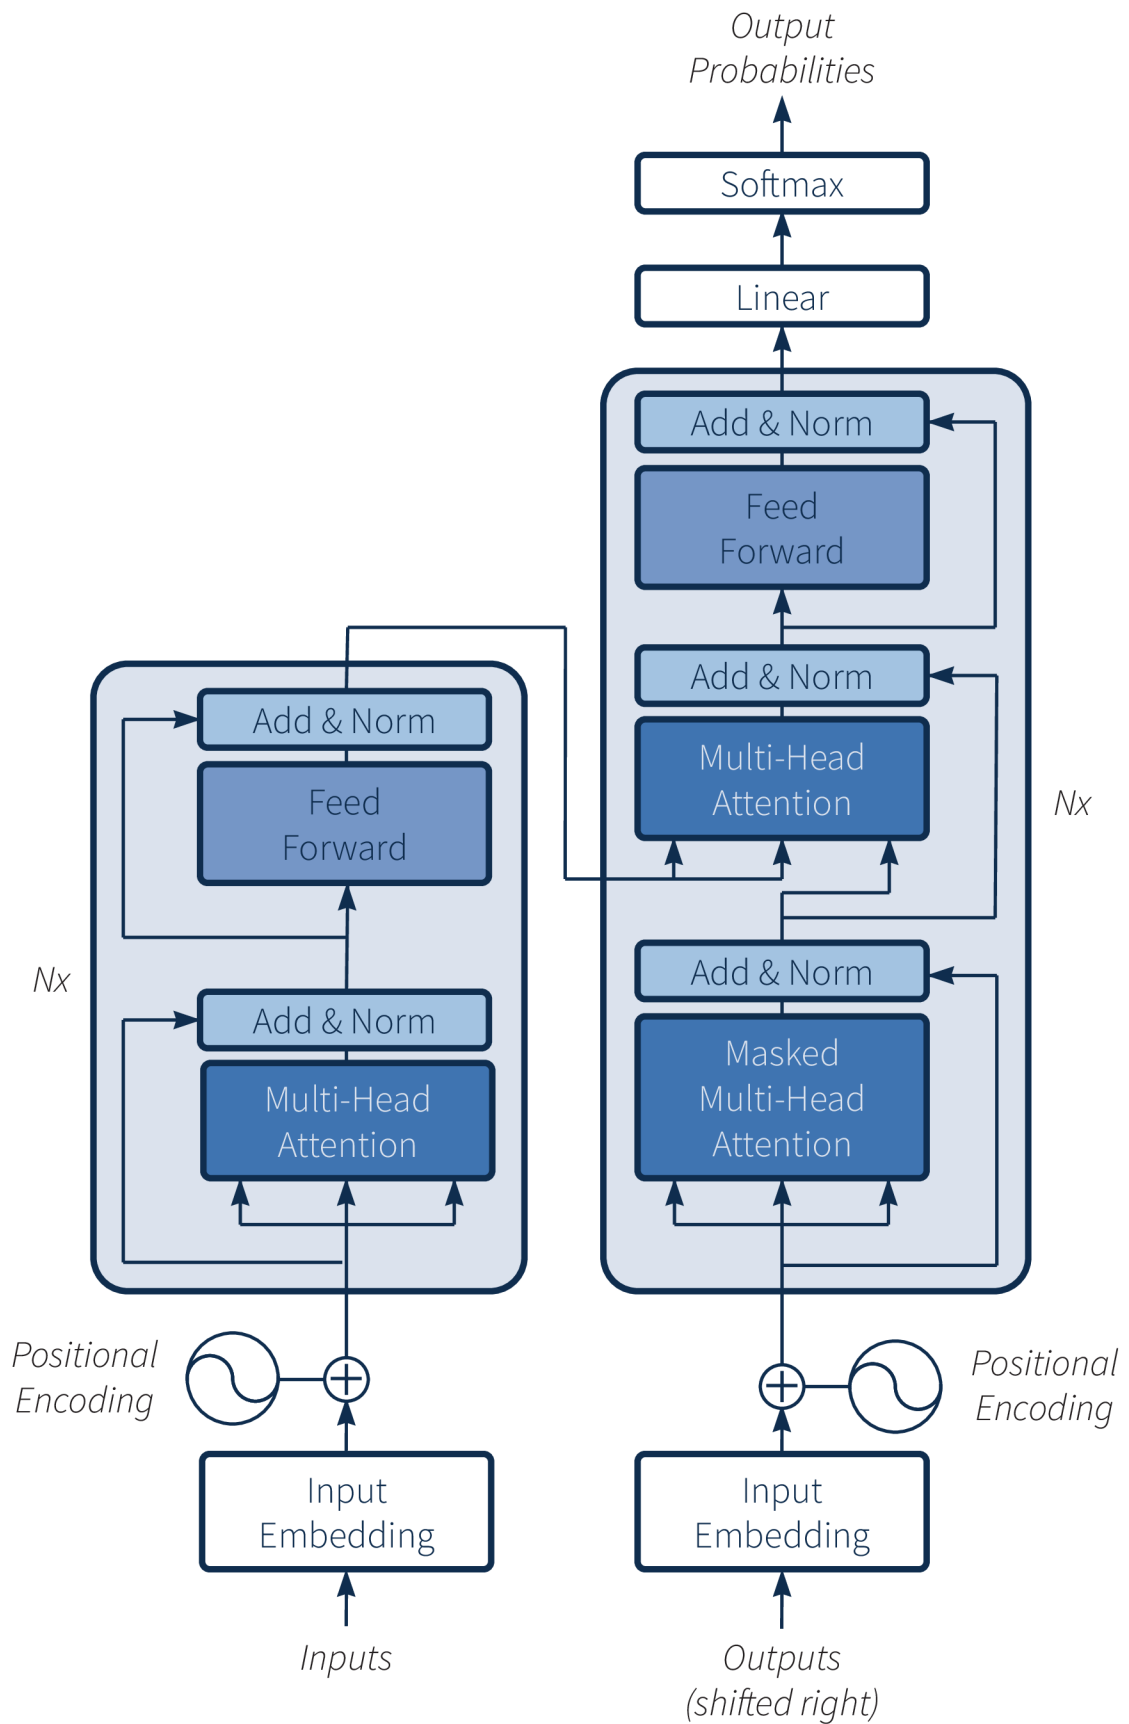 Output
Probabilities
Softmax
Linear
Add & Norm
Feed
Forward
Add & Norm
Multi-Head
Attention
Nx
Add & Norm
Masked
Multi-Head
Attention
Add & Norm
Feed
Forward
Nx
Add & Norm
Multi-Head
Attention
Positional
Encoding
Positional
Encoding
Input
Embedding
Input
Embedding
Inputs
Outputs
(shifted right)